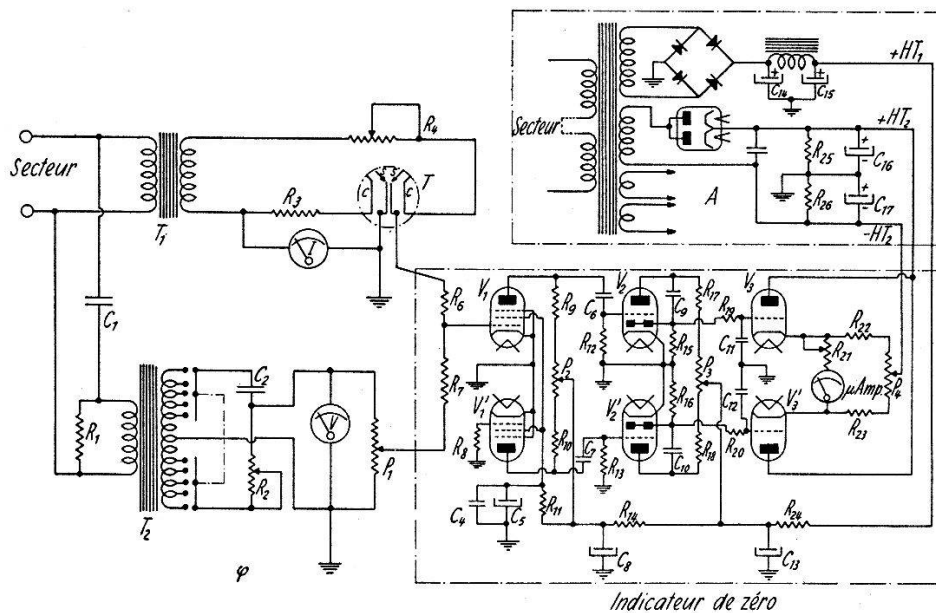 Secteur
T₁
C₁
R₁
T₂
R₃
I
R₄
c
c
T
C₂
R₂
φ
V
P₁
R₆
R₇
V₁
V₁'
R₈
C₄
C₅
R₉
P₂
R₁₀
R₁₁
C₆
R₁₂
C₇
R₁₃
V₂
V₂'
C₉
R₁₅
R₁₆
C₁₀
R₁₇
P₃
R₁₈
R₁₄
C₈
R₁₉
C₁₁
C₁₂
R₂₀
V₃
V₃'
R₂₁
μAmp.
R₂₂
P₄
R₂₃
R₂₄
C₁₃
Indicateur de zéro
Secteur
A
+
+
C₁₄
C₁₅
+HT₁
+HT₂
R₂₅
R₂₆
+
-
C₁₆
+
-
C₁₇
-HT₂